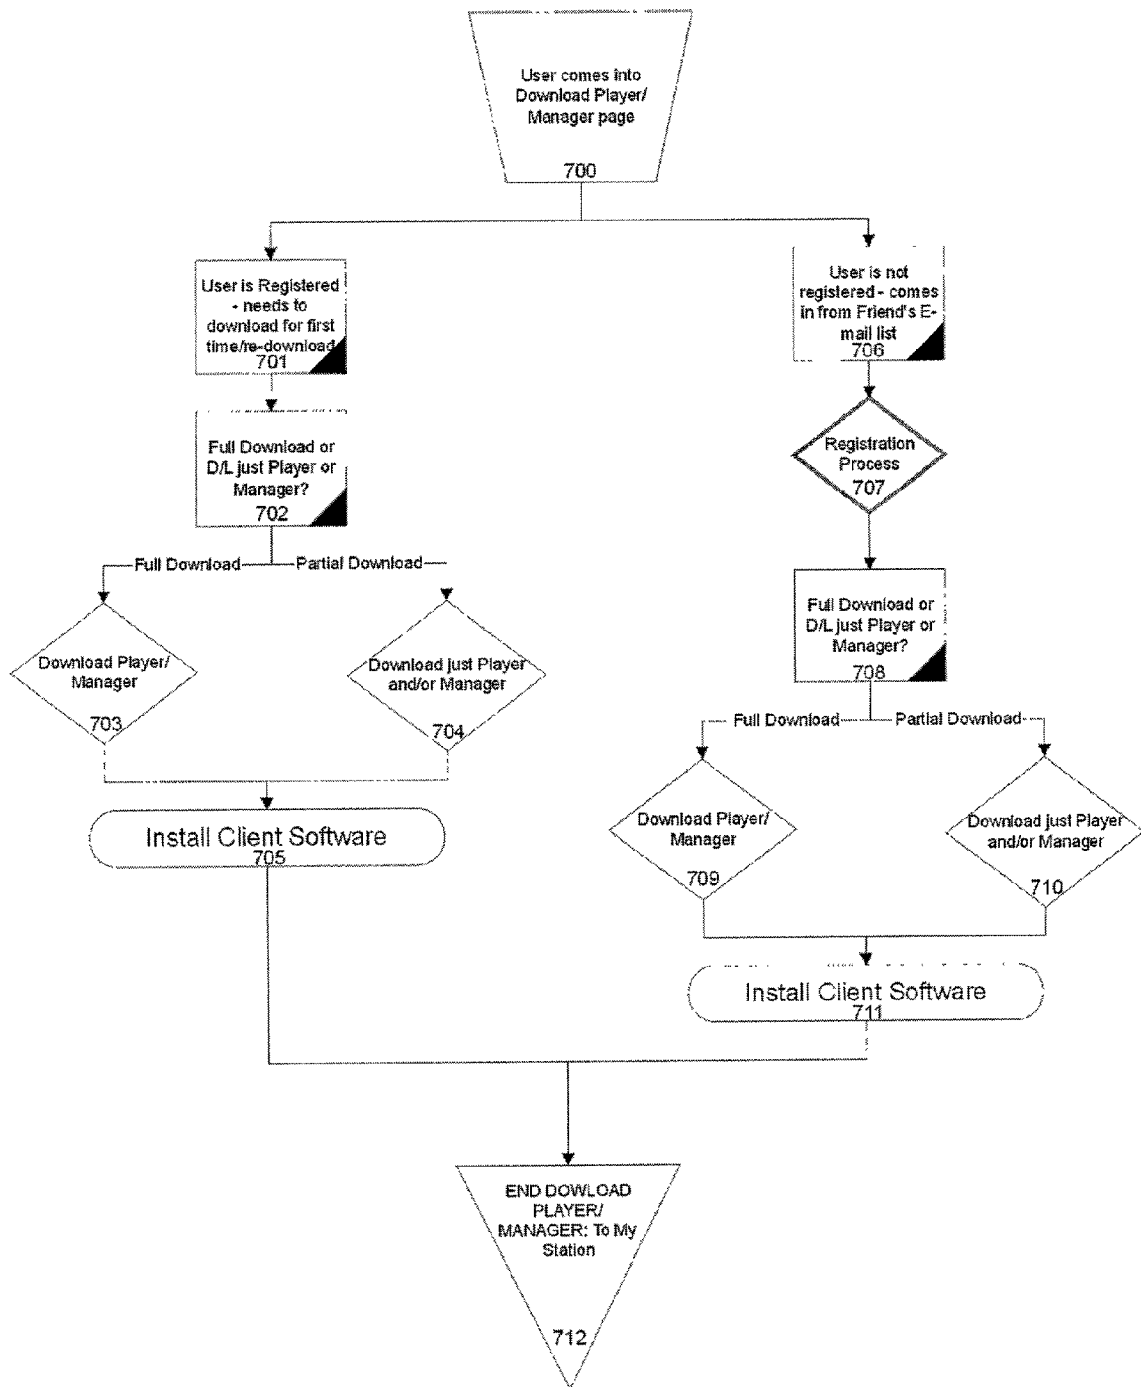 User comes into
Download Player/
Manager page
700
User is Registered
- needs to
download for first
time/re-download
701
User is not
registered - comes
in from Friend's E-
mail list
706
Full Download or
D/L just Player or
Manager?
702
Registration
Process
707
Full Download
Partial Download
Download Player/
Manager
703
Download just Player
and/or Manager
704
Full Download or
D/L just Player or
Manager?
708
Full Download
Partial Download
Install Client Software
705
Download Player/
Manager
709
Download just Player
and/or Manager
710
Install Client Software
711
END DOWLOAD
PLAYER/
MANAGER: To My
Station
712